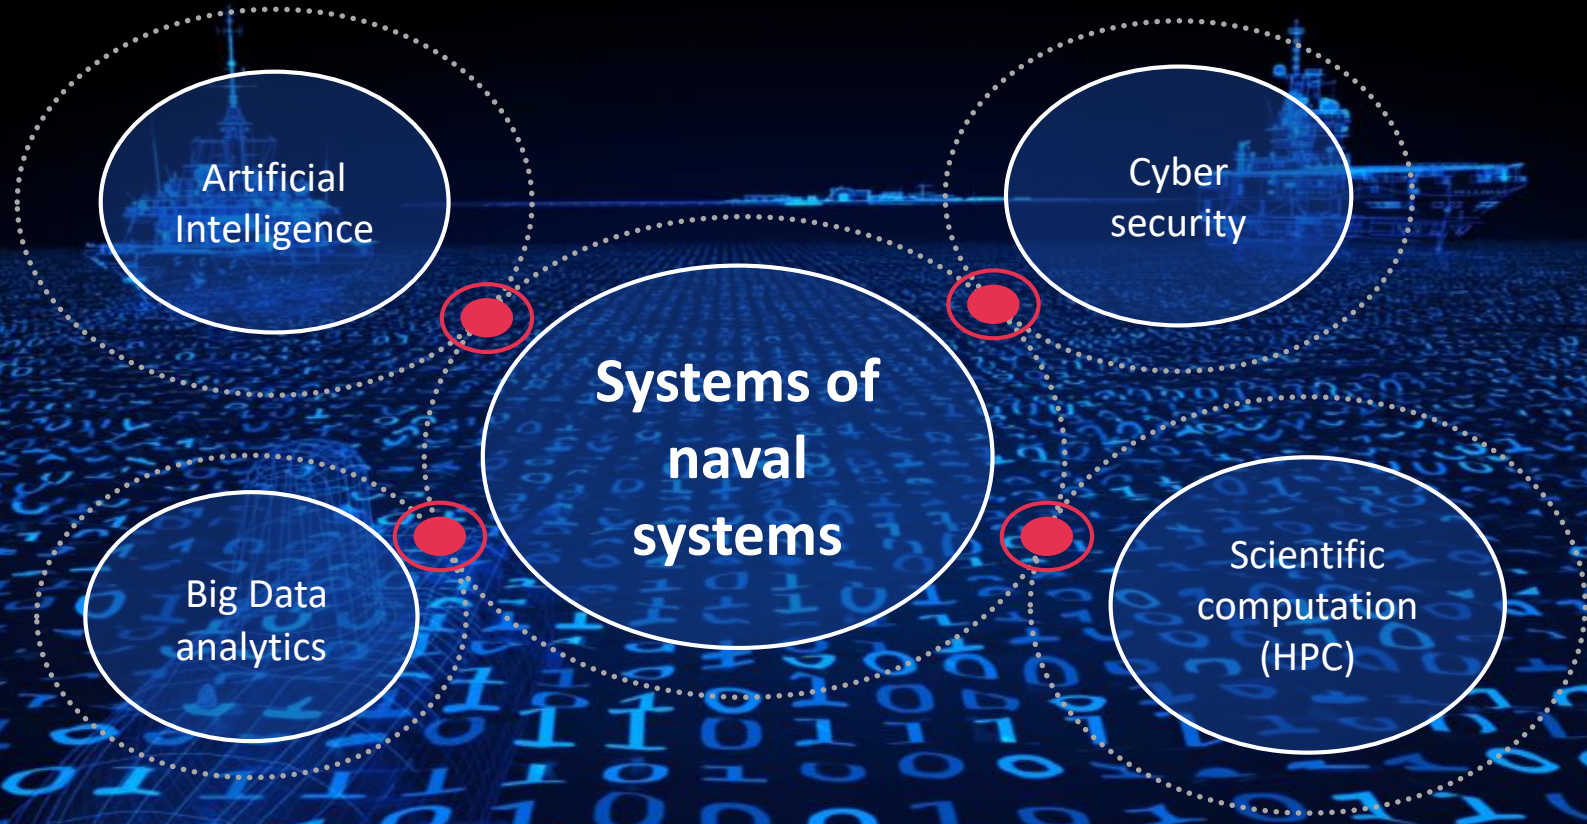 Artificial
Intelligence
Cyber
security
Systems of
naval
systems
Big Data
analytics
Scientific
computation
(HPC)